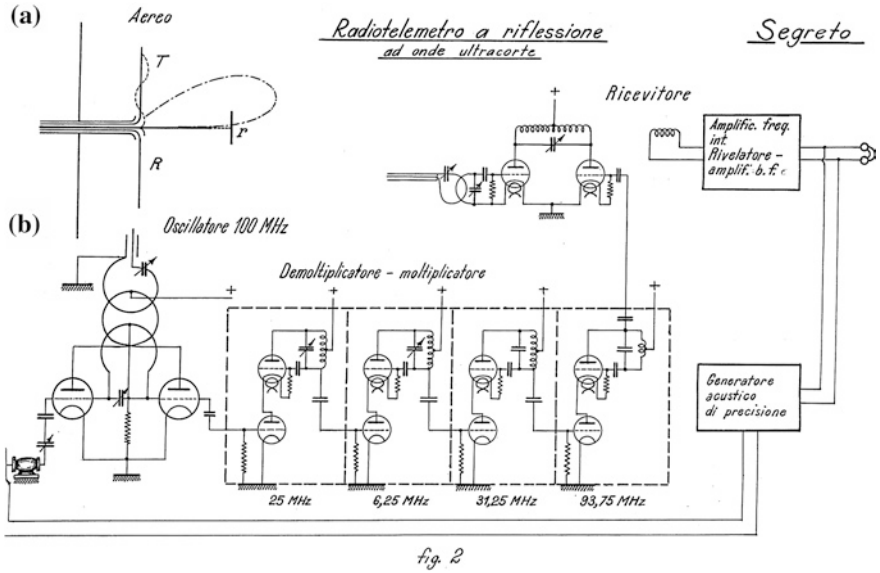 (a)
Aereo
T
r
R
Radiotelemetro a riflessione
ad onde ultracorte
Segreto
Ricevitore
+
Amplific. freq.
int.
Rivelatore -
amplif. b.f.
(b)
Oscillatore 100 MHz
+
Demoltiplicatore - moltiplicatore
+
+
+
+
Generatore
acustico
di precisione
25 MHz
6,25 MHz
31,25 MHz
93,75 MHz
fig. 2